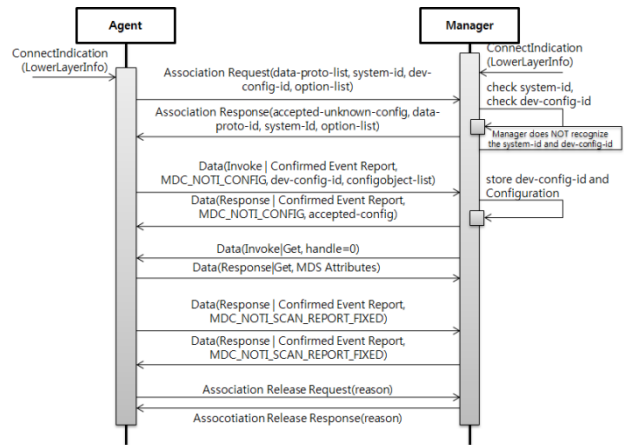 Agent
Manager
ConnectIndication
(LowerLayerInfo)
ConnectIndication
(LowerLayerInfo)
Association Request(data-proto-list, system-id, dev-
config-id, option-list)
check system-id,
check dev-config-id
Association Response(accepted-unknown-config, data-
proto-id, system-Id, option-list)
Manager does NOT recognize
the system-id and dev-config-id
Data(Invoke | Confirmed Event Report,
MDC_NOTI_CONFIG, dev-config-id, configobject-list)
store dev-config-id and
Configuration
Data(Response | Confirmed Event Report,
MDC_NOTI_CONFIG, accepted-config)
Data(Invoke|Get, handle=0)
Data(Response|Get, MDS Attributes)
Data(Response | Confirmed Event Report,
MDC_NOTI_SCAN_REPORT_FIXED)
Data(Response | Confirmed Event Report,
MDC_NOTI_SCAN_REPORT_FIXED)
Association Release Request(reason)
Assocotiation Release Response(reason)